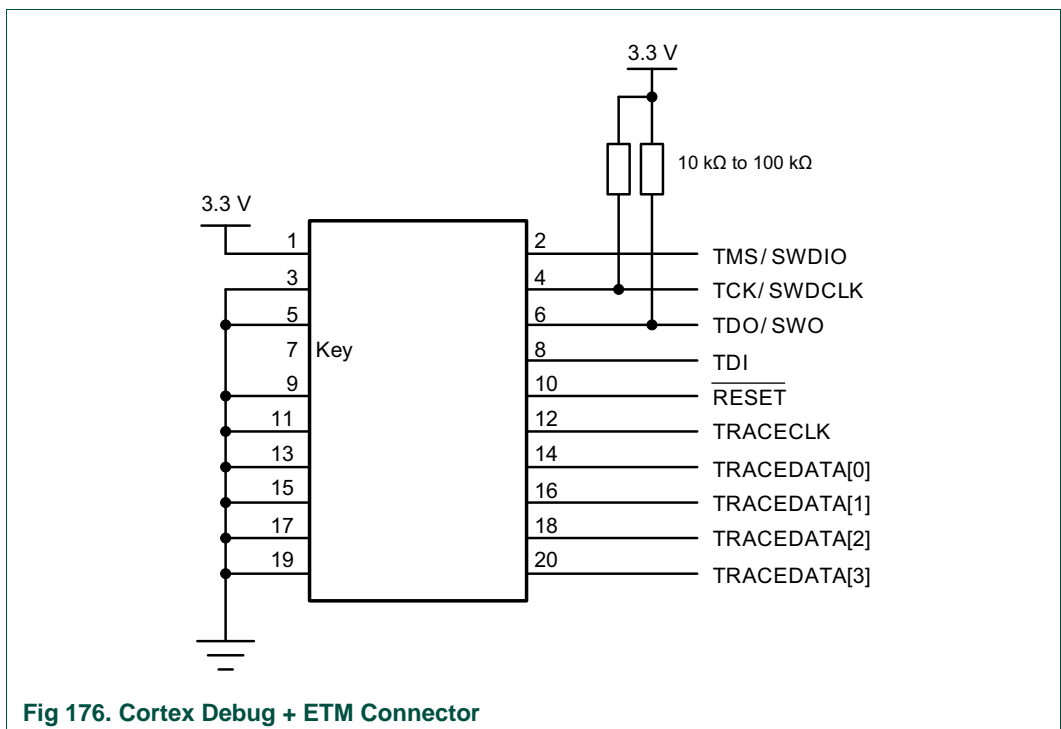 3.3 V
10 kΩ to 100 kΩ
3.3 V
1
2
TMS/ SWDIO
3
4
TCK/ SWDCLK
5
6
TDO/ SWO
7
Key
8
TDI
9
10
RESET
11
12
TRACECLK
13
14
TRACEDATA[0]
15
16
TRACEDATA[1]
17
18
TRACEDATA[2]
19
20
TRACEDATA[3]
Fig 176. Cortex Debug + ETM Connector